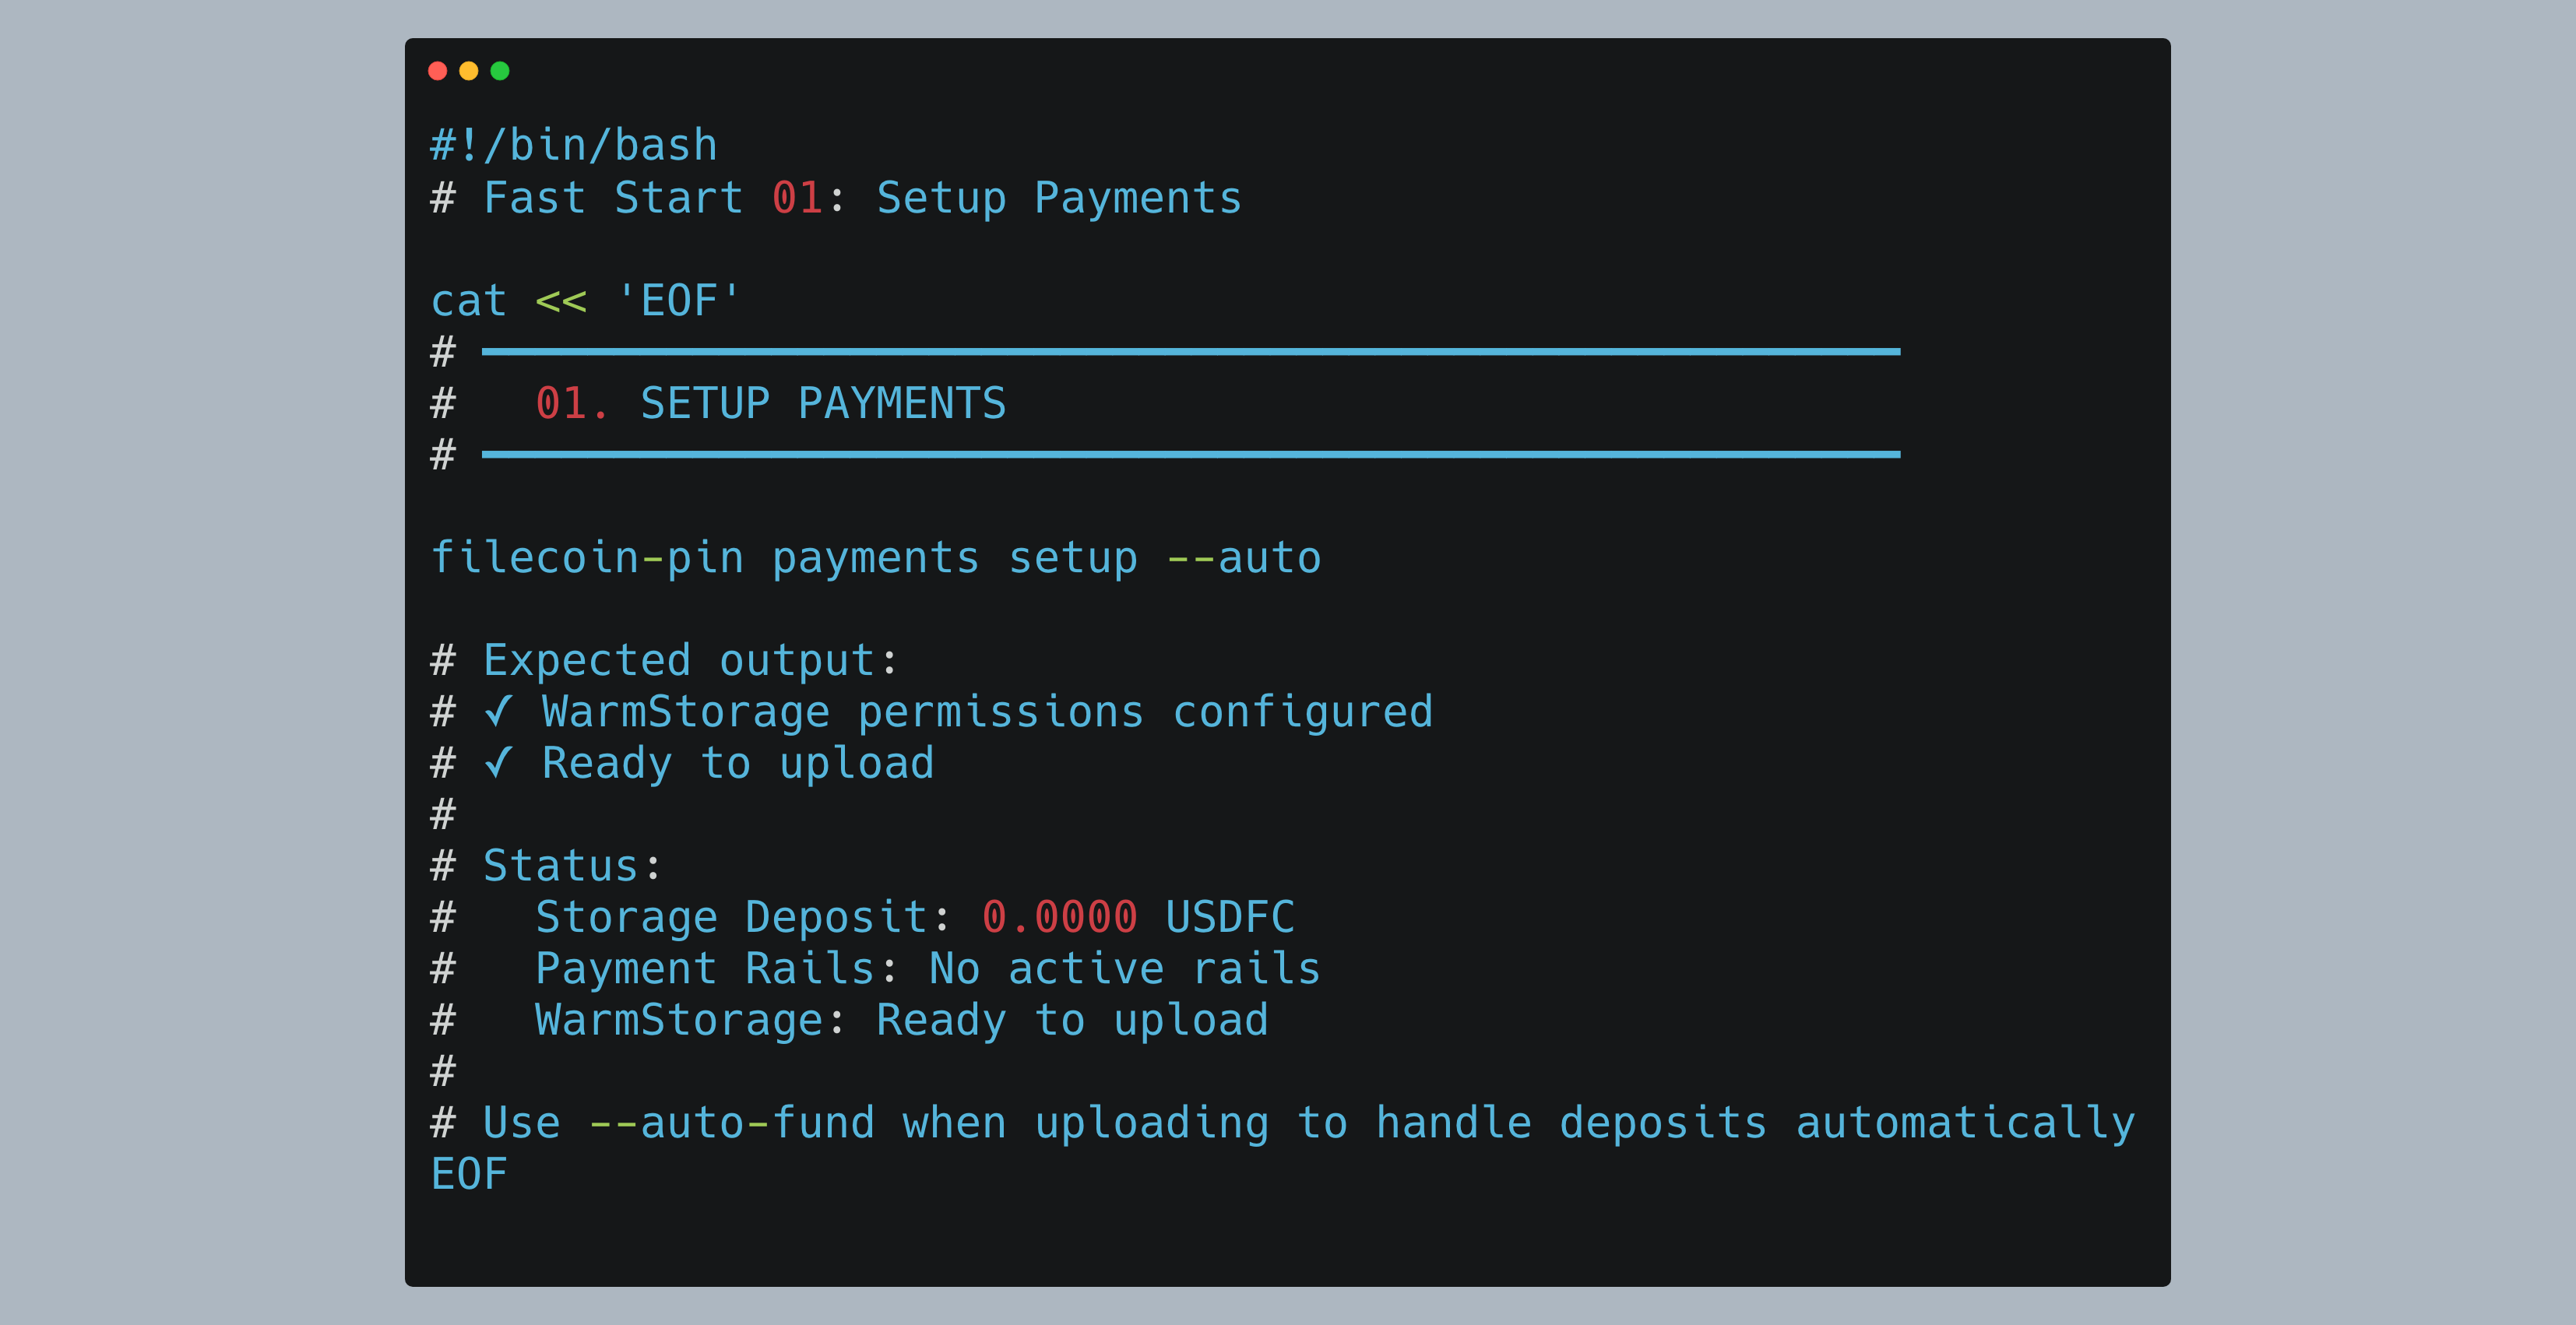 #!/bin/bash
# Fast Start 01: Setup Payments

cat << 'EOF'
# ━━━━━━━━━━━━━━━━━━━━━━━━━━━━━━━━━━━━━━━━━━━━━━━━━━━━━━
#   01. SETUP PAYMENTS
# ━━━━━━━━━━━━━━━━━━━━━━━━━━━━━━━━━━━━━━━━━━━━━━━━━━━━━━

filecoin-pin payments setup --auto

# Expected output:
# ✓ WarmStorage permissions configured
# ✓ Ready to upload
#
# Status:
#   Storage Deposit: 0.0000 USDFC
#   Payment Rails: No active rails
#   WarmStorage: Ready to upload
#
# Use --auto-fund when uploading to handle deposits automatically
EOF